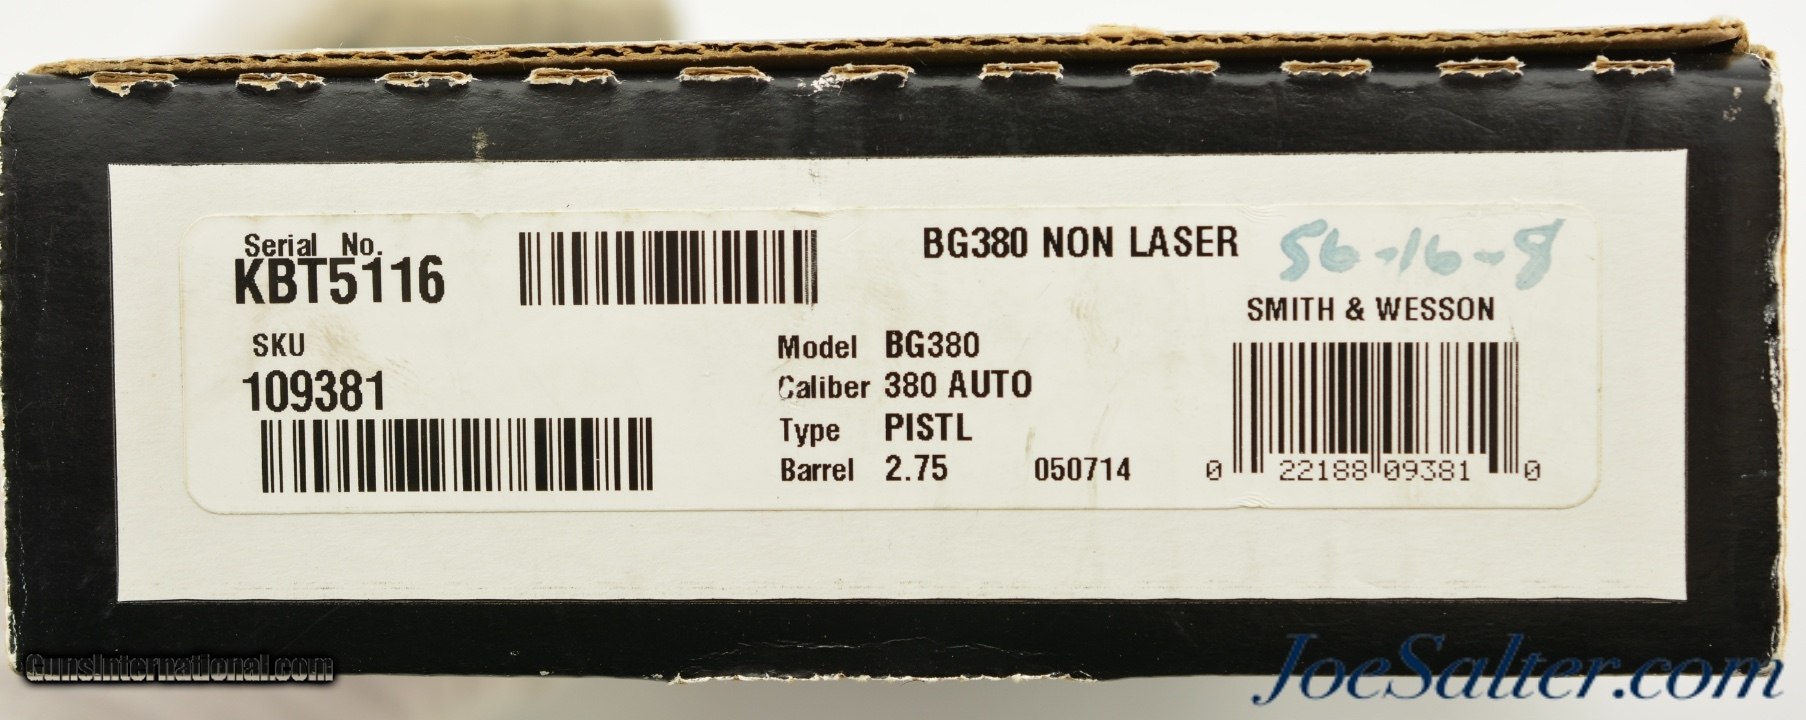 Serial No.
KBT5116
BG380 NON LASER
56-16-8
SMITH & WESSON
SKU
109381
Model BG380
Caliber 380 AUTO
Type PISTL
Barrel 2.75
050714
0 22188 09381 0
GunsInternational.com
JoeSalter.com